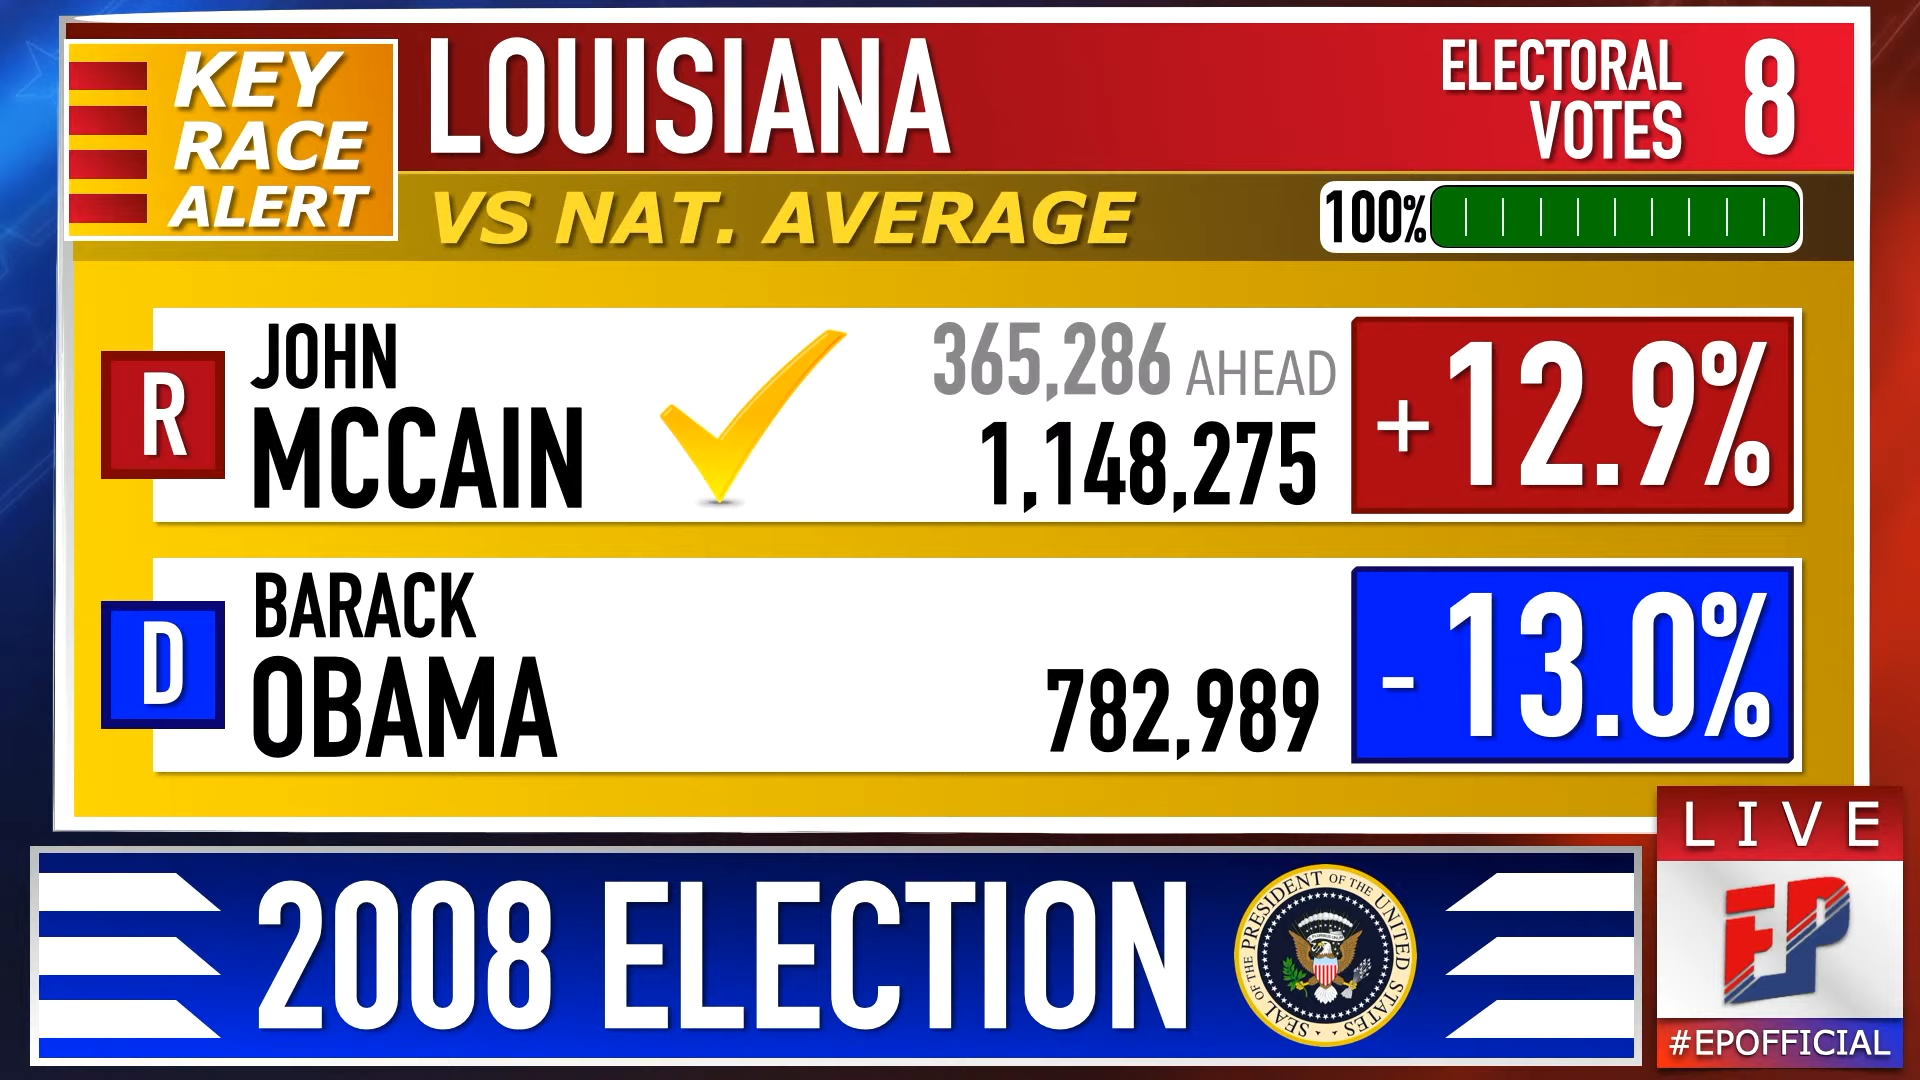 KEY
RACE
ALERT
LOUISIANA
ELECTORAL
VOTES
8
VS NAT. AVERAGE
100%
R
JOHN
MCCAIN
365,286 AHEAD
1,148,275
+12.9%
D
BARACK
OBAMA
782,989
-13.0%
2008 ELECTION
SEAL OF THE PRESIDENT OF THE UNITED STATES
LIVE
EP
#EPOFFICIAL